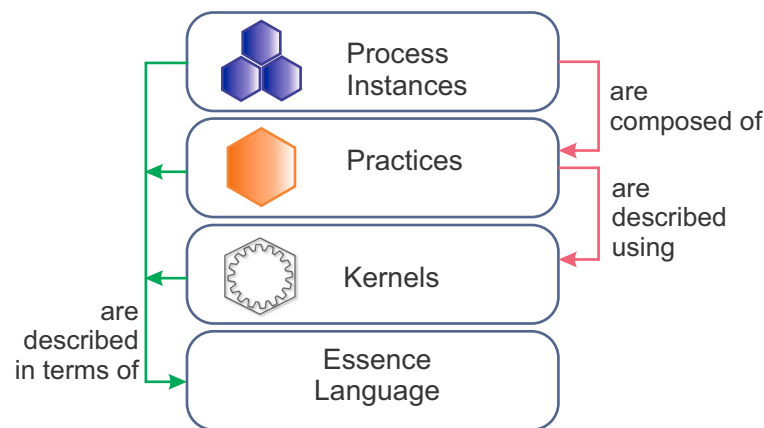 Process
Instances
are
composed of
Practices
are
described
using
Kernels
are
described
in terms of
Essence
Language